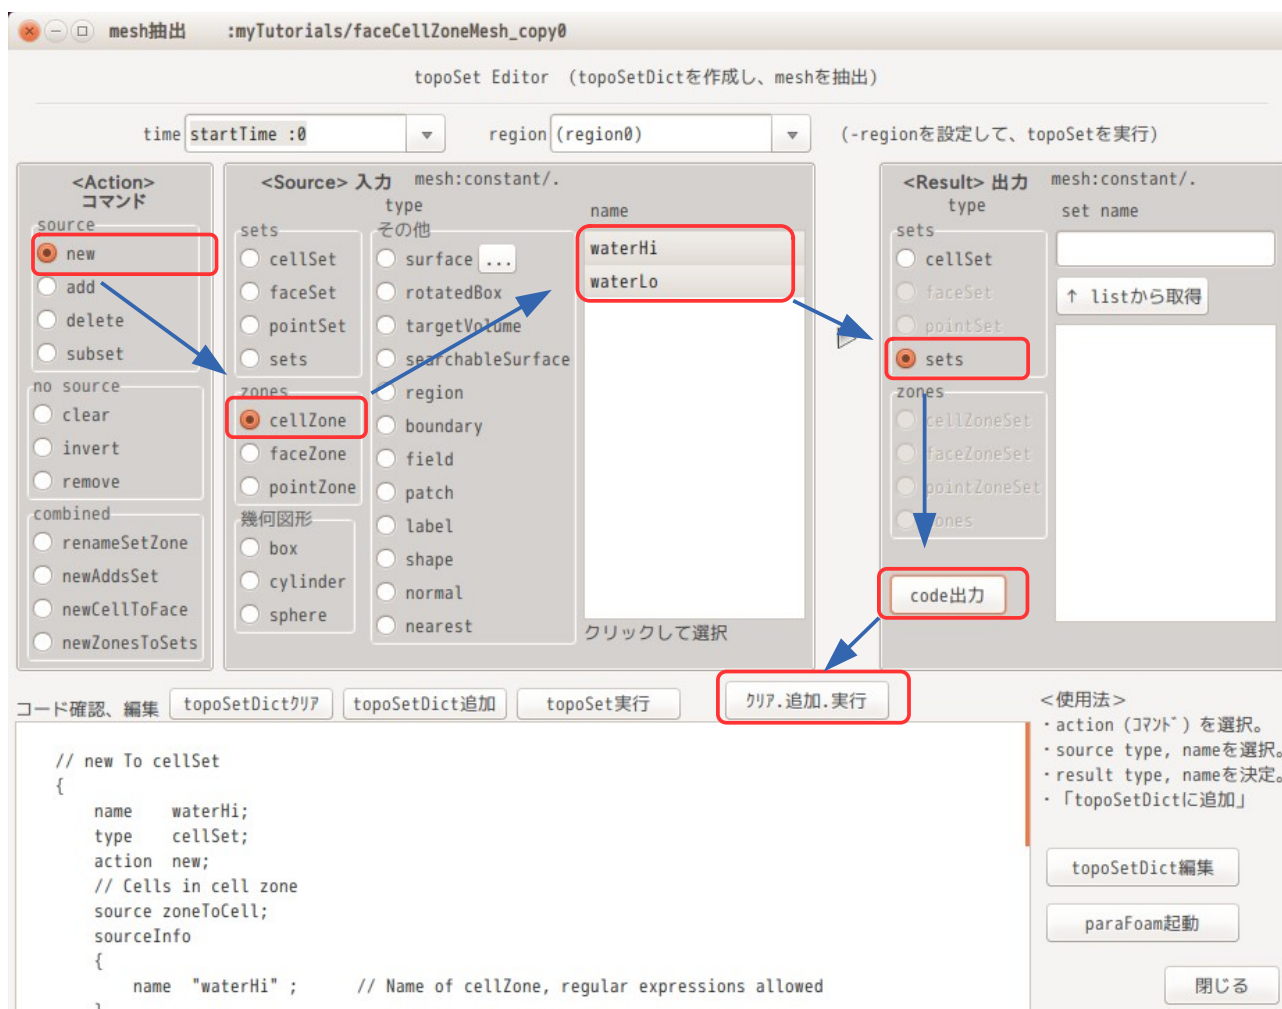 mesh抽出 :myTutorials/faceCellZoneMesh_copy0
topoSet Editor (topoSetDictを作成し、meshを抽出)
time startTime :0 region (region0) (-regionを設定して、topoSetを実行)
<Action>
コマンド
source
new
add
delete
subset
no source
clear
invert
remove
combined
renameSetZone
newAddsSet
newCellToFace
newZonesToSets
<Source> 入力 mesh:constant/.
type
sets
cellSet
faceSet
pointSet
sets
zones
cellZone
faceZone
pointZone
幾何図形
box
cylinder
sphere
その他
surface ...
rotatedBox
targetVolume
searchableSurface
region
boundary
field
patch
label
shape
normal
nearest
name
waterHi
waterLo
クリックして選択
<Result> 出力 mesh:constant/.
type
sets
cellSet
faceSet
pointSet
sets
zones
cellZoneSet
faceZoneSet
pointZoneSet
zones
code出力
set name
↑ listから取得
コード確認、編集 topoSetDictｸﾘｱ topoSetDict追加 topoSet実行 ｸﾘｱ.追加.実行
// new To cellSet
{
name waterHi;
type cellSet;
action new;
// Cells in cell zone
source zoneToCell;
sourceInfo
{
name "waterHi" ; // Name of cellZone, regular expressions allowed
}
<使用法>
・action (ｺﾏﾝﾄﾞ) を選択。
・source type, nameを選択。
・result type, nameを決定。
・「topoSetDictに追加」
topoSetDict編集
paraFoam起動
閉じる